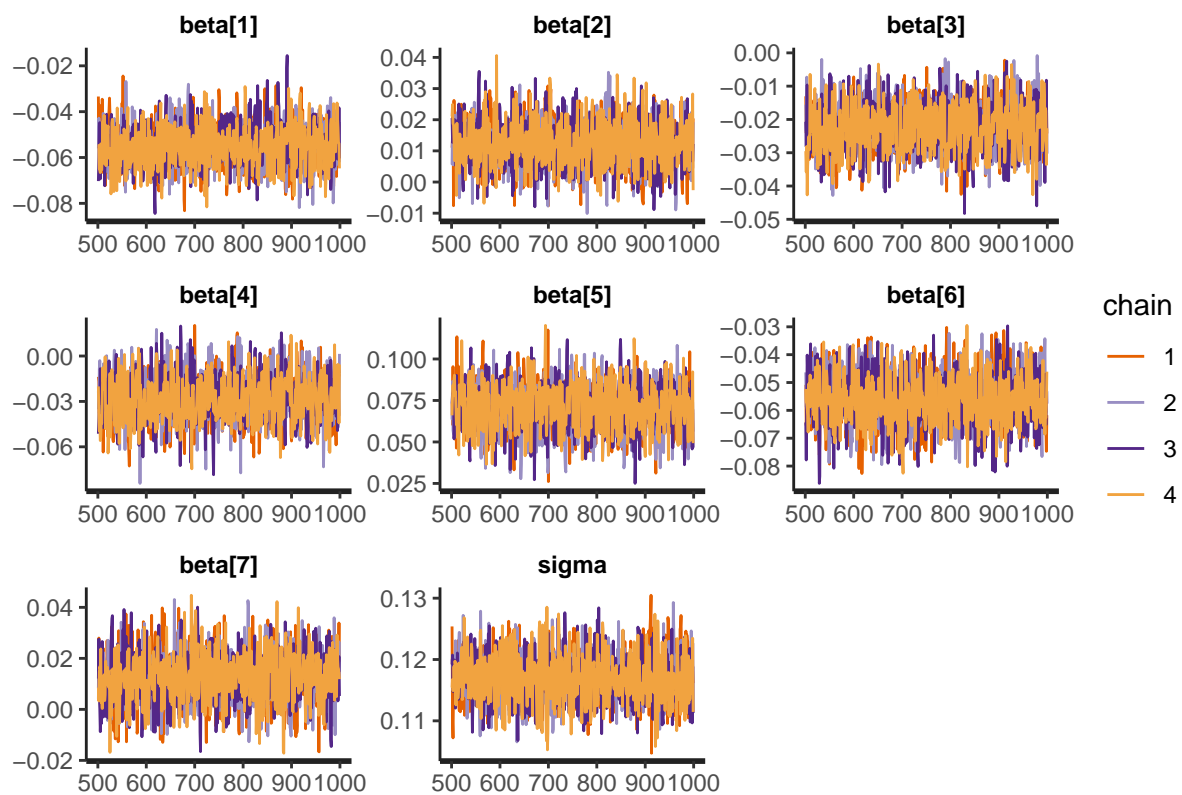 beta[1] beta[2] beta[3]
−0.02 −0.04 −0.06 −0.08
0.04 0.03 0.02 0.01 0.00 −0.01
0.00 −0.01 −0.02 −0.03 −0.04 −0.05
500 600 700 800 900 1000 500 600 700 800 900 1000 500 600 700 800 900 1000
beta[4] beta[5] beta[6]
0.00 −0.03 −0.06
0.100 0.075 0.050 0.025
−0.03 −0.04 −0.05 −0.06 −0.07 −0.08
500 600 700 800 900 1000 500 600 700 800 900 1000 500 600 700 800 900 1000
beta[7] sigma
0.04 0.02 0.00 −0.02
0.13 0.12 0.11
500 600 700 800 900 1000 500 600 700 800 900 1000
chain
1
2
3
4